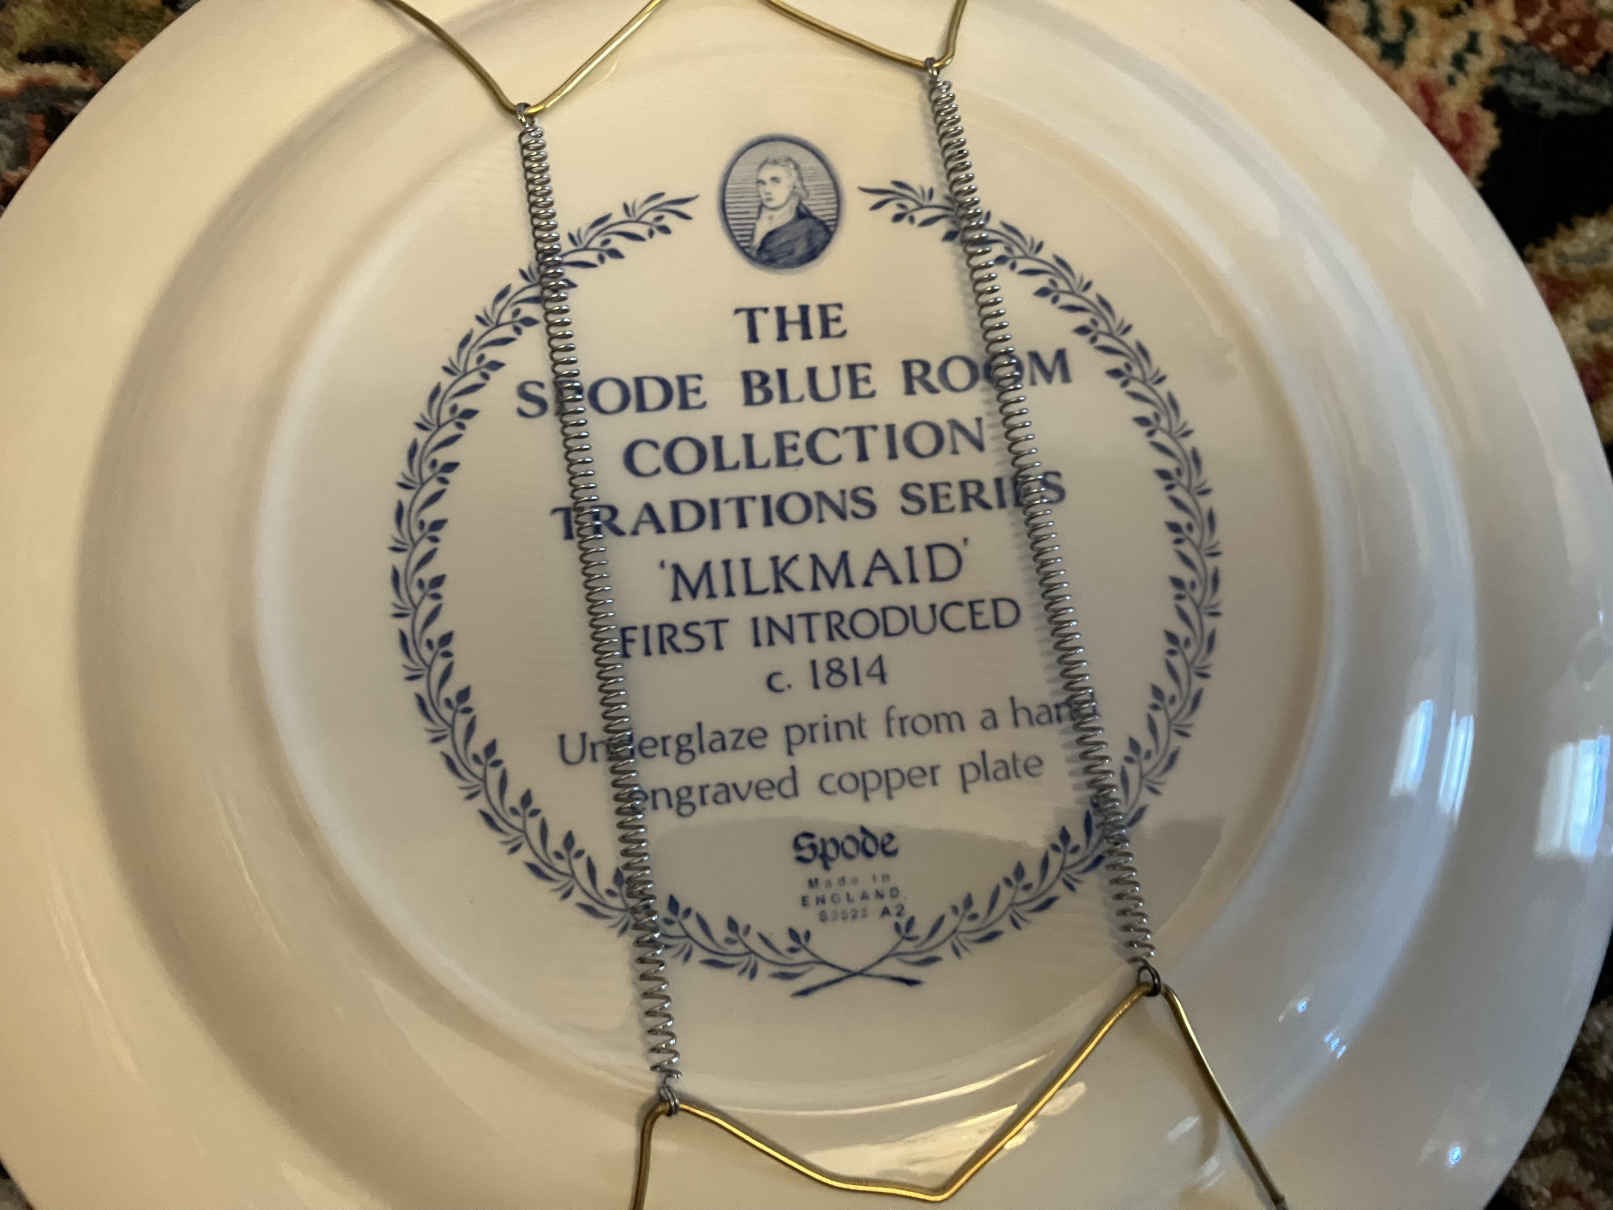 THE
SPODE BLUE ROOM
COLLECTION
TRADITIONS SERIES
'MILKMAID'
FIRST INTRODUCED
c. 1814
Underglaze print from a hand
engraved copper plate
Spode
Made in
ENGLAND
A2